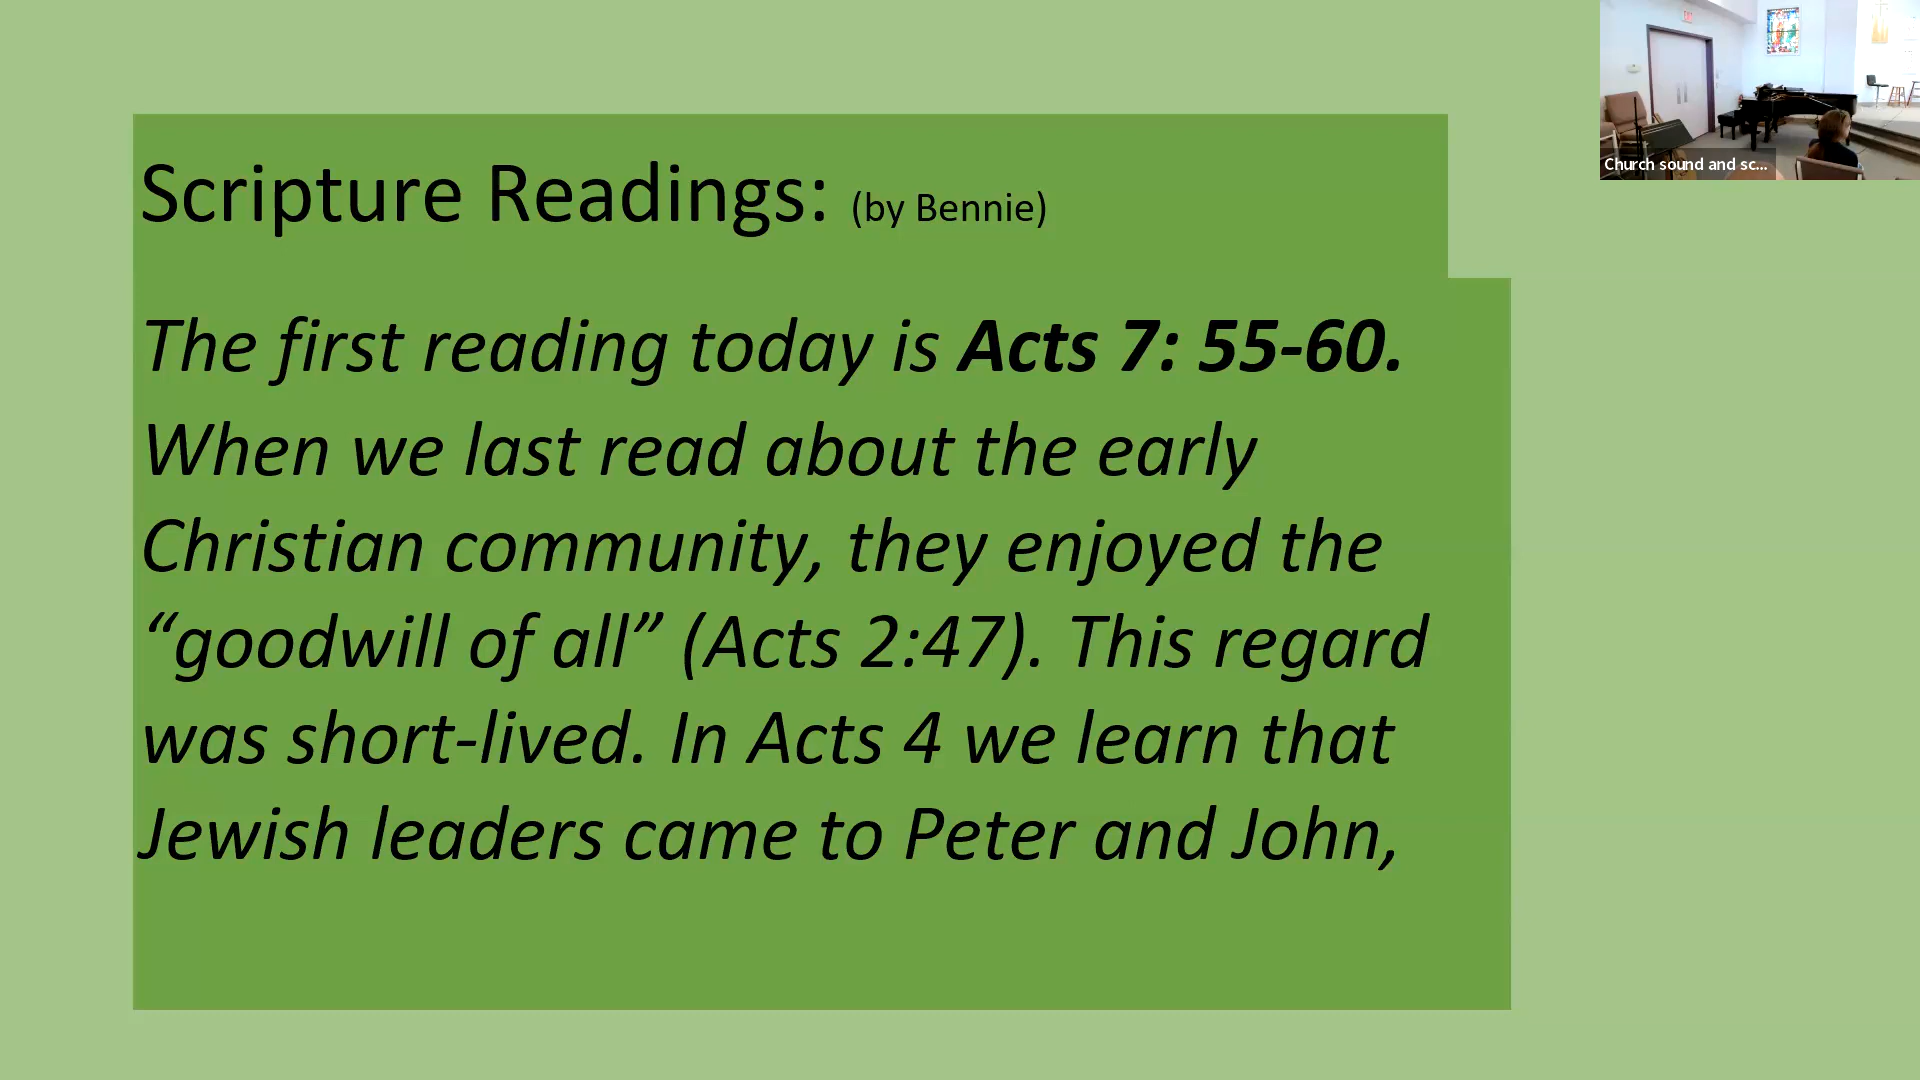 Scripture Readings: (by Bennie)
The first reading today is Acts 7: 55-60.
When we last read about the early
Christian community, they enjoyed the
“goodwill of all” (Acts 2:47). This regard
was short-lived. In Acts 4 we learn that
Jewish leaders came to Peter and John,
Church sound and sc...